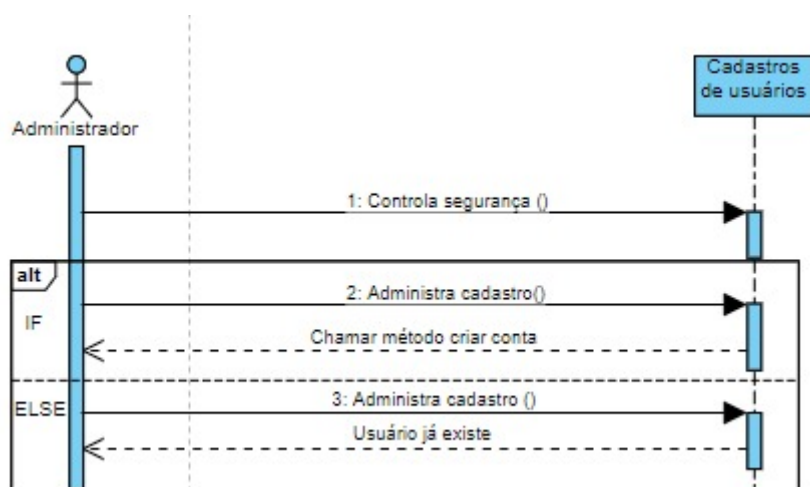 Cadastros
de usuários
Administrador
1: Controla segurança ()
alt
2: Administra cadastro()
IF
Chamar método criar conta
3: Administra cadastro ()
ELSE
Usuário já existe